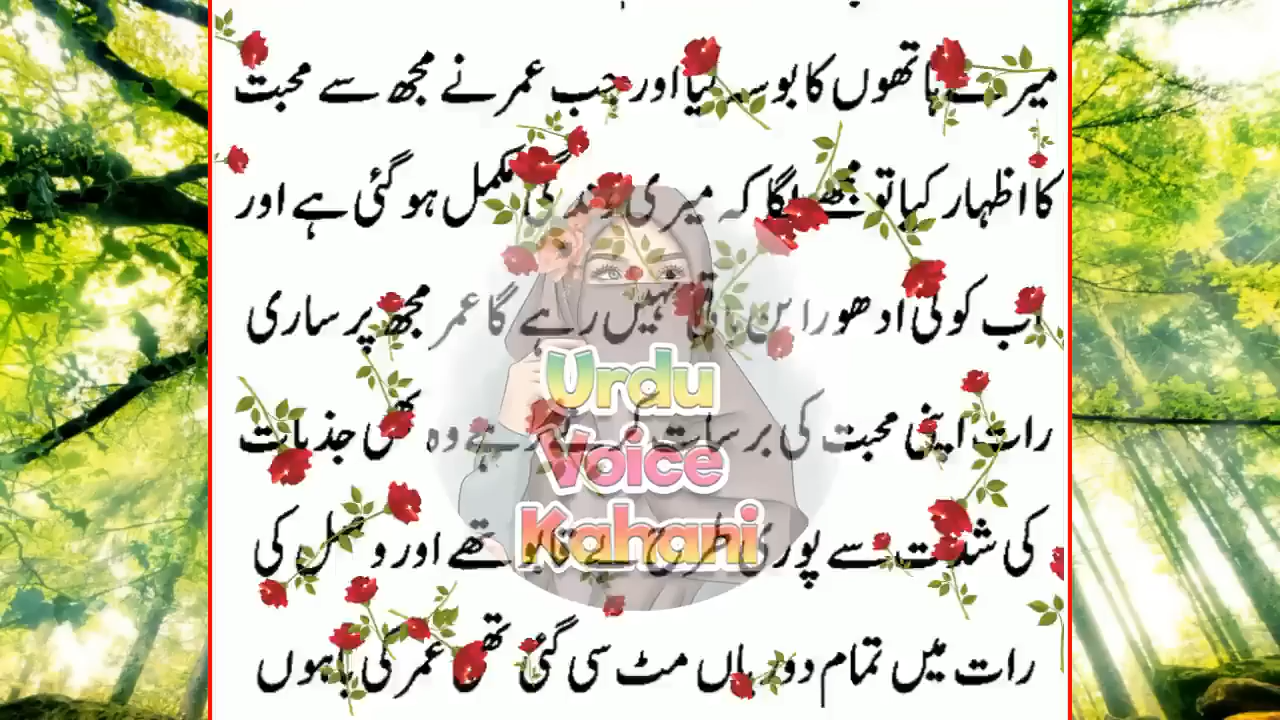 میرے ہاتھوں کا بوسہ لیا اور جب عمر نے مجھ سے محبت
کا اظہار کیا تو مجھے لگا کہ میری زندگی مکمل ہو گئی ہے اور
اب کوئی ادھورا پن باقی نہیں رہے گا عمر مجھ پر ساری
رات اپنی محبت کی برسات کرتے رہے وہ بھی جذبات
کی شدت سے پوری طرح بے قابو تھے اور وصل کی
رات میں تمام دوریاں مٹ سی گئی تھی عمر کی باہوں
Urdu
Voice
Kahani